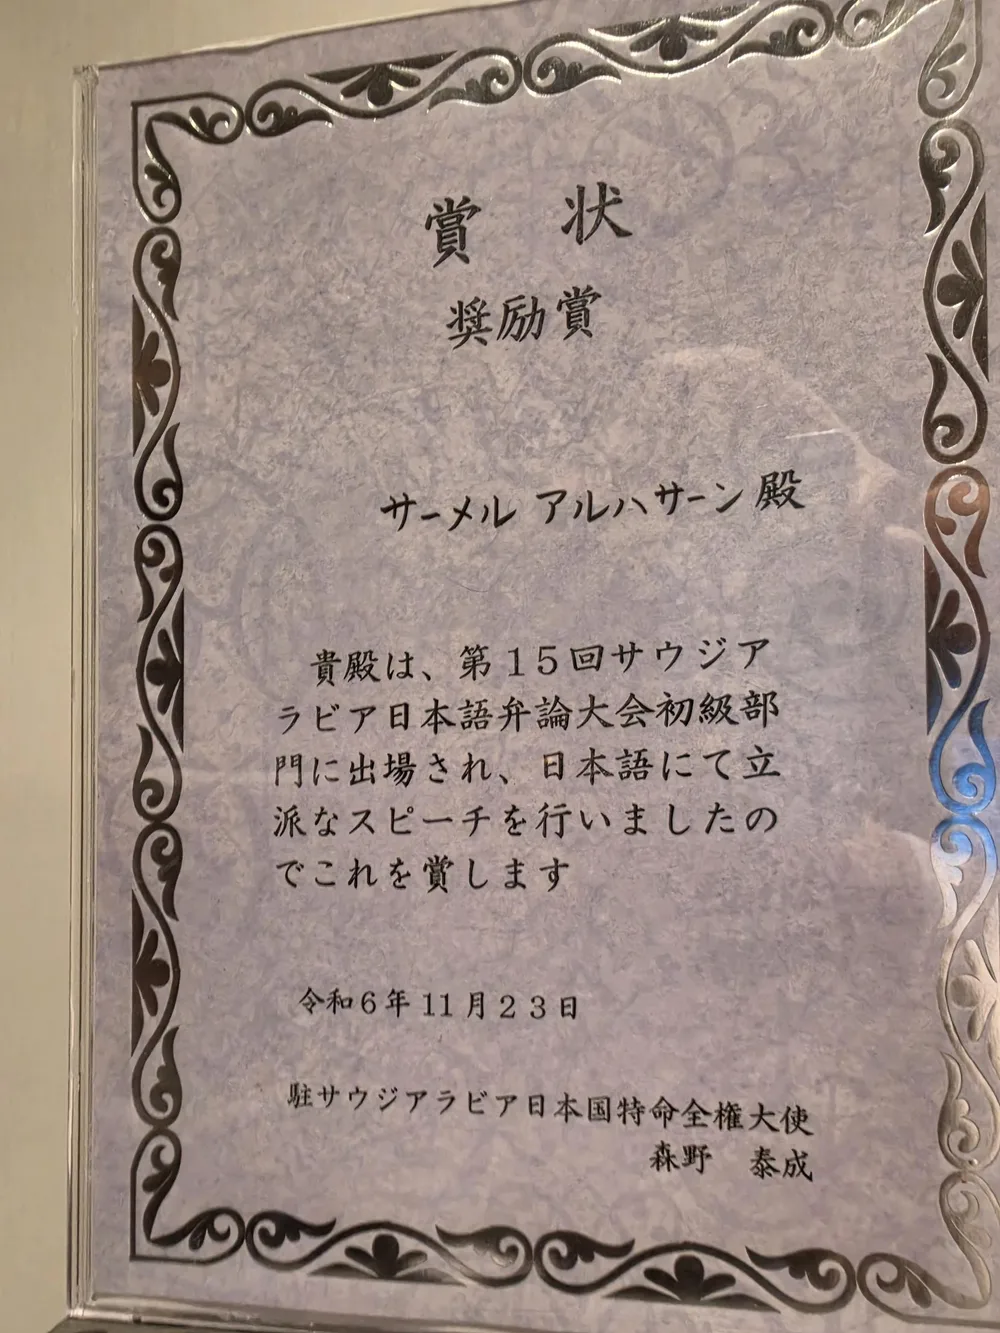 賞　状
奨励賞
サーメル アルハサーン殿
貴殿は、第１５回サウジア
ラビア日本語弁論大会初級部
門に出場され、日本語にて立
派なスピーチを行いましたの
でこれを賞します
令和６年11月２３日
駐サウジアラビア日本国特命全権大使
森野　泰成